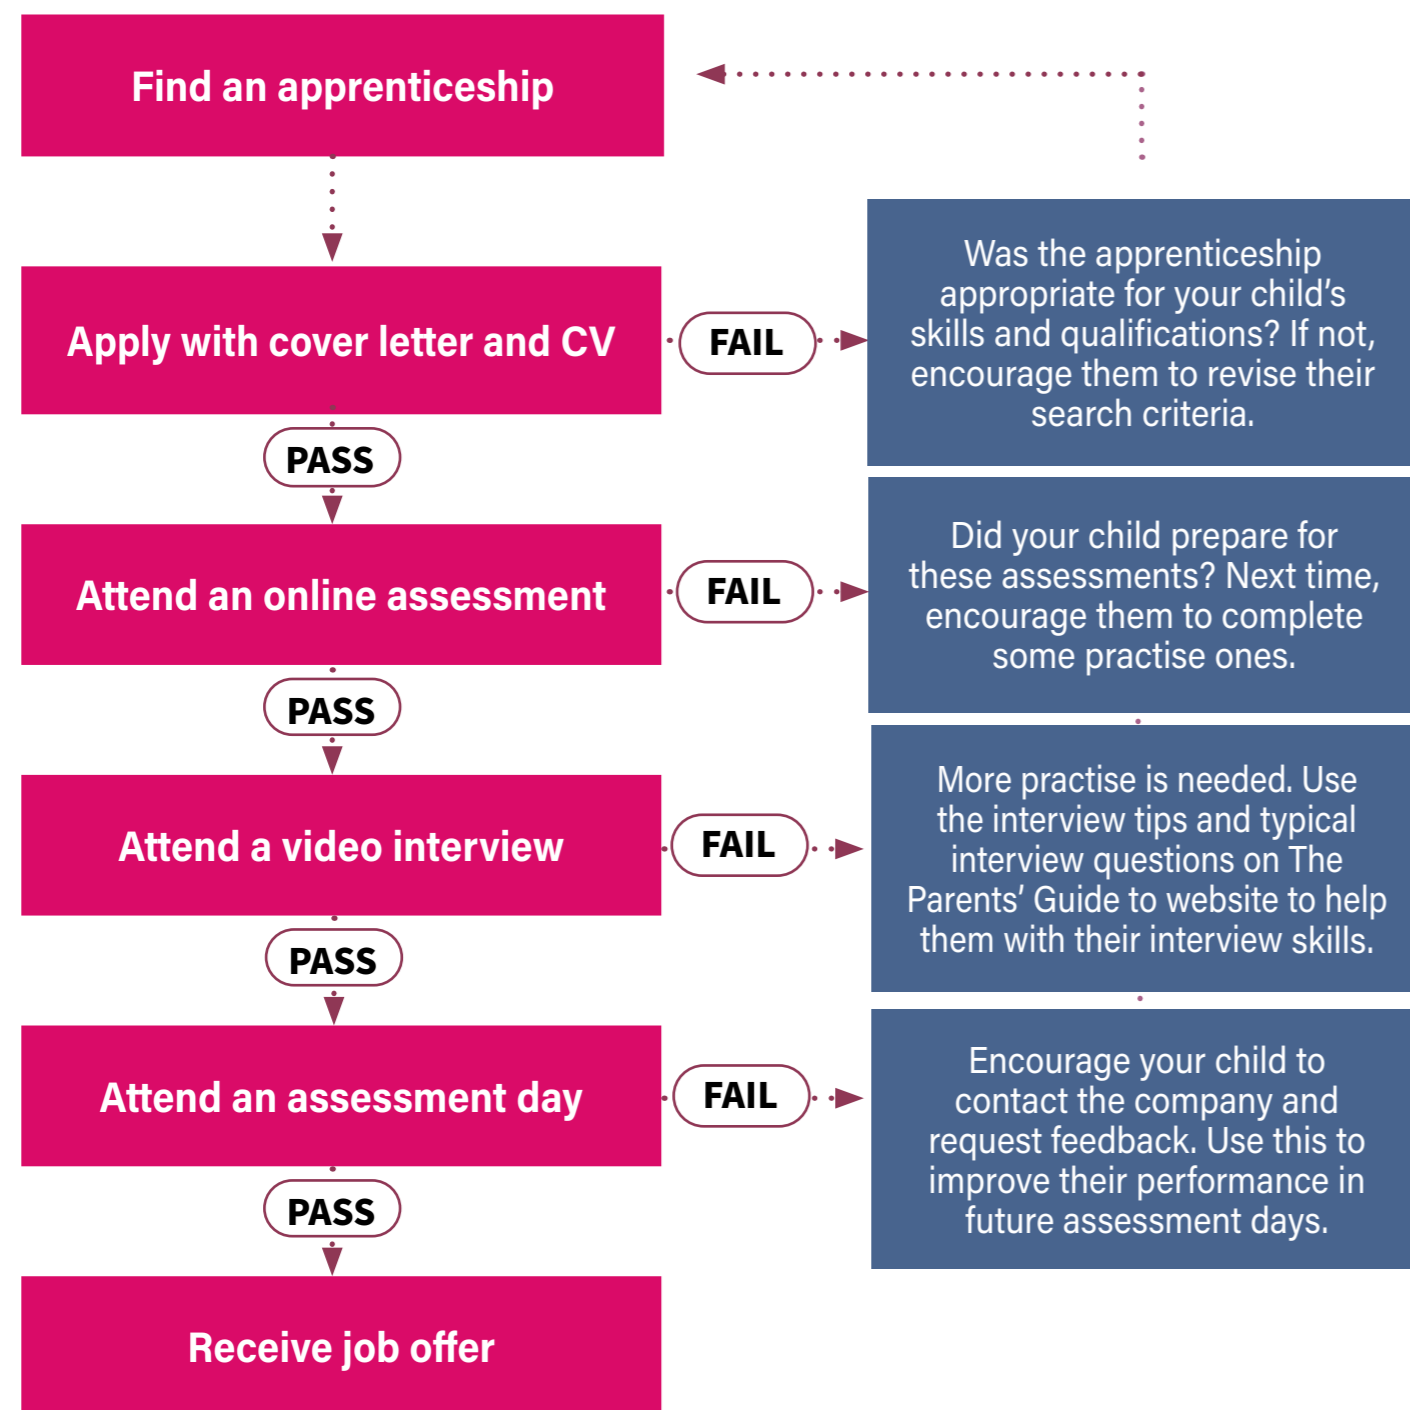 Find an apprenticeship
Apply with cover letter and CV
FAIL
Was the apprenticeship
appropriate for your child's
skills and qualifications? If not,
encourage them to revise their
search criteria.
PASS
Attend an online assessment
FAIL
Did your child prepare for
these assessments? Next time,
encourage them to complete
some practise ones.
PASS
Attend a video interview
FAIL
More practise is needed. Use
the interview tips and typical
interview questions on The
Parents' Guide to website to help
them with their interview skills.
PASS
Attend an assessment day
FAIL
Encourage your child to
contact the company and
request feedback. Use this to
improve their performance in
future assessment days.
PASS
Receive job offer